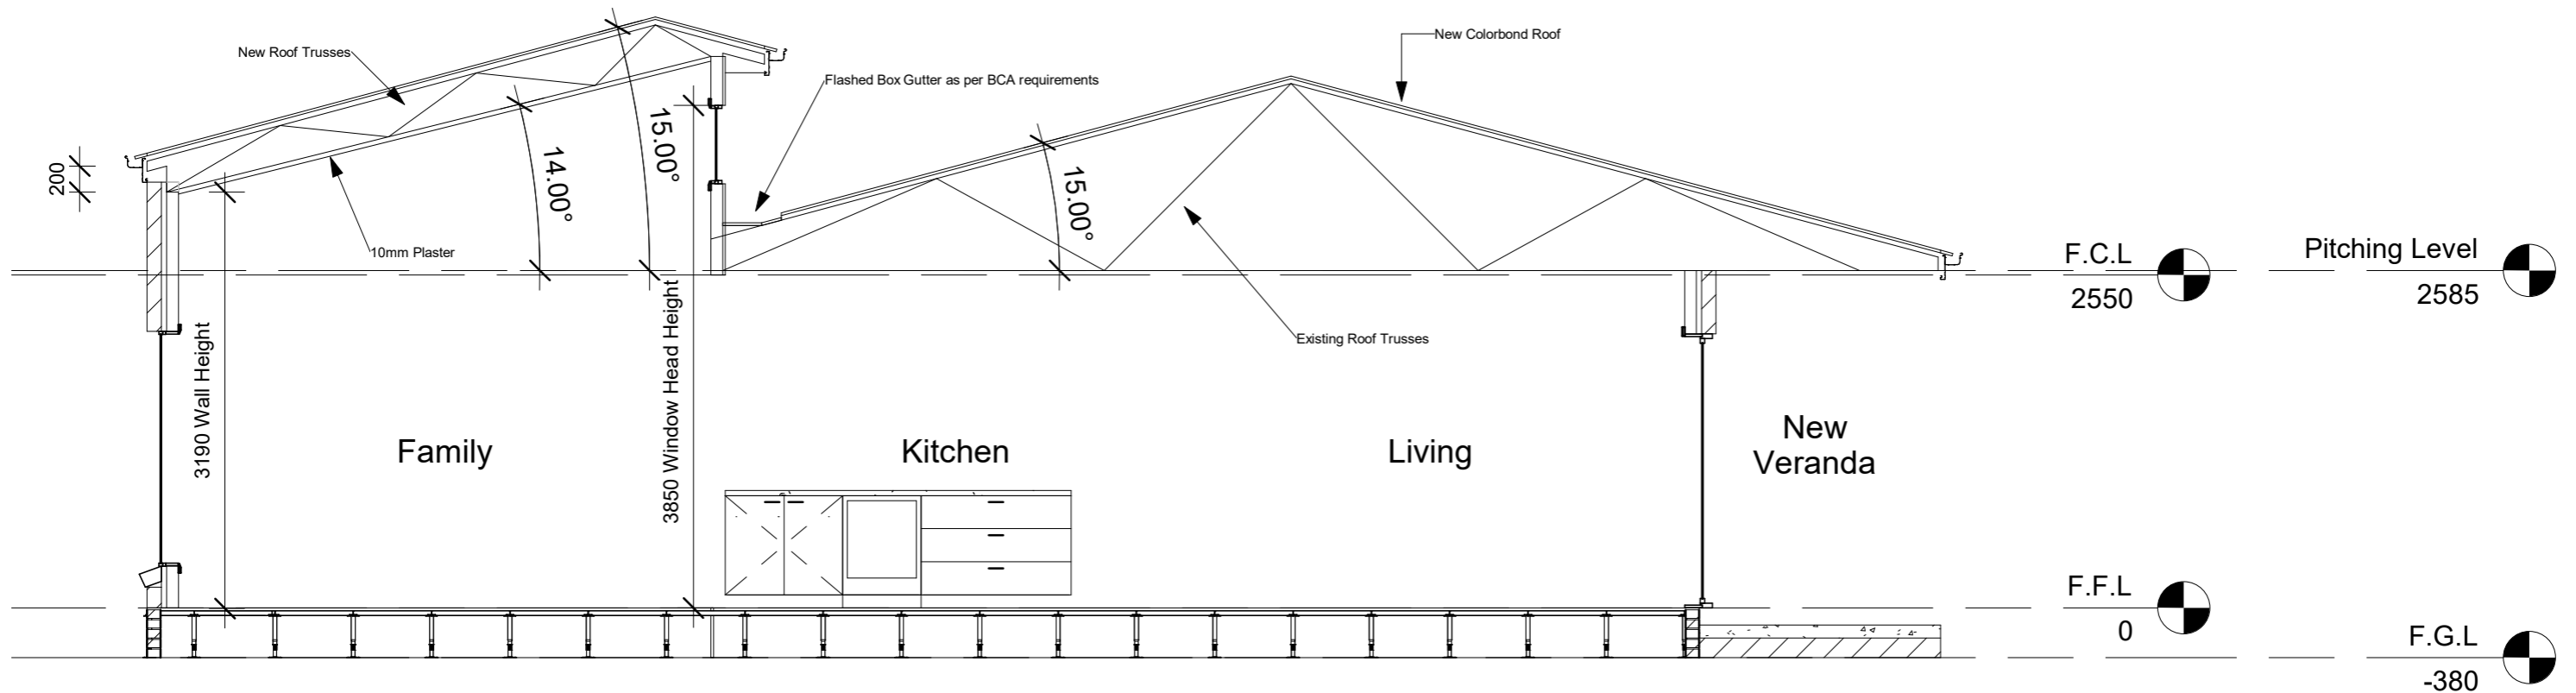 New Roof Trusses
New Colorbond Roof
Flashed Box Gutter as per BCA requirements
200
15.00°
14.00°
15.00°
10mm Plaster
F.C.L
2550
Pitching Level
2585
3190 Wall Height
3850 Window Head Height
Existing Roof Trusses
Family
Kitchen
Living
New
Veranda
F.F.L
0
F.G.L
-380